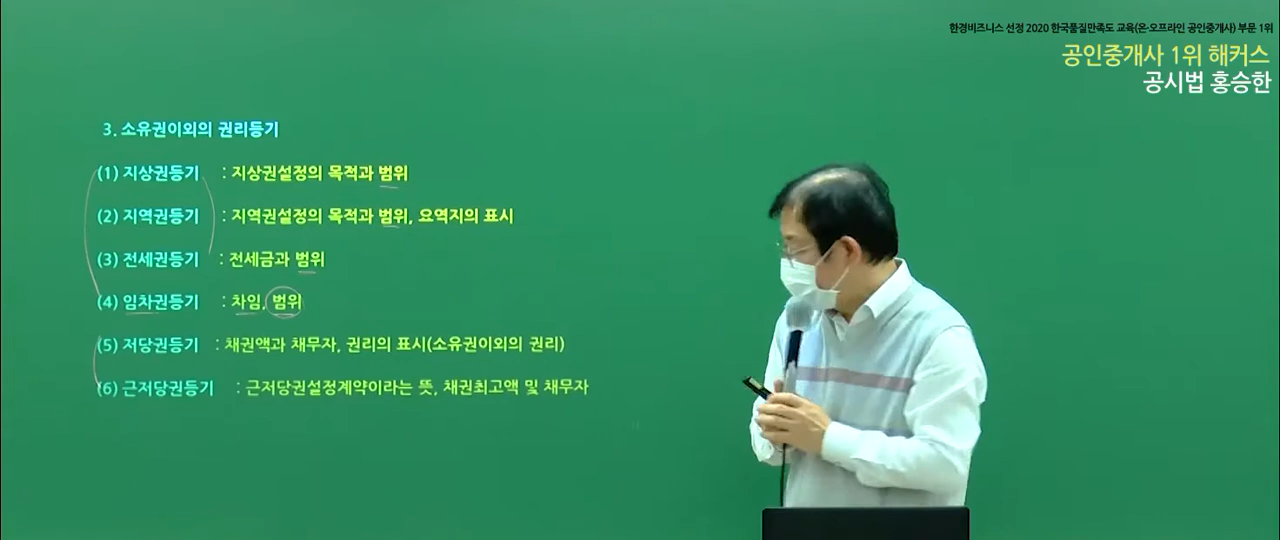 한경비즈니스 선정 2020 한국품질만족도 교육(온·오프라인 공인중개사) 부문 1위
공인중개사 1위 해커스
공시법 홍승한
3. 소유권이외의 권리등기
(1) 지상권등기 : 지상권설정의 목적과 범위
(2) 지역권등기 : 지역권설정의 목적과 범위, 요역지의 표시
(3) 전세권등기 : 전세금과 범위
(4) 임차권등기 : 차임, 범위
(5) 저당권등기 : 채권액과 채무자, 권리의 표시(소유권이외의 권리)
(6) 근저당권등기 : 근저당권설정계약이라는 뜻, 채권최고액 및 채무자